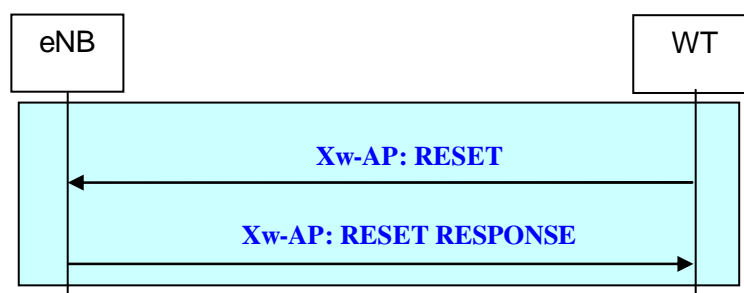 eNB
WT
Xw-AP: RESET
Xw-AP: RESET RESPONSE